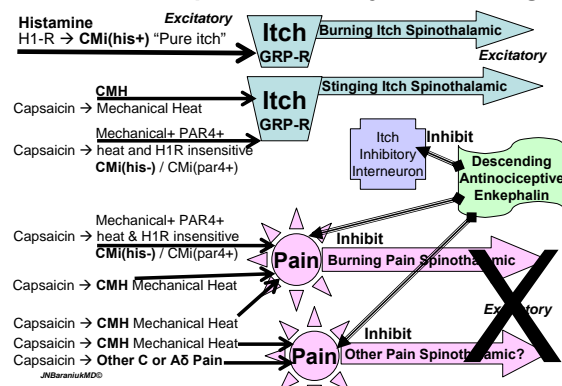 Histamine
H1-R → CMi(his+) "Pure itch"
Excitatory
Itch
GRP-R
Burning Itch Spinothalamic
Excitatory
CMH
Capsaicin → Mechanical Heat
Mechanical+ PAR4+
Capsaicin → heat and H1R insensitive
CMi(his-) / CMi(par4+)
Itch
GRP-R
Stinging Itch Spinothalamic
Itch
Inhibitory
Interneuron
Inhibit
Descending
Antinociceptive
Enkephalin
Mechanical+ PAR4+
Capsaicin → heat & H1R insensitive
CMi(his-) / CMi(par4+)
Capsaicin → CMH Mechanical Heat
Capsaicin → CMH Mechanical Heat
Pain
Inhibit
Burning Pain Spinothalamic
Excitatory
Capsaicin → CMH Mechanical Heat
Capsaicin → Other C or Aδ Pain
Pain
Inhibit
Other Pain Spinothalamic?
JNBaraniukMD©